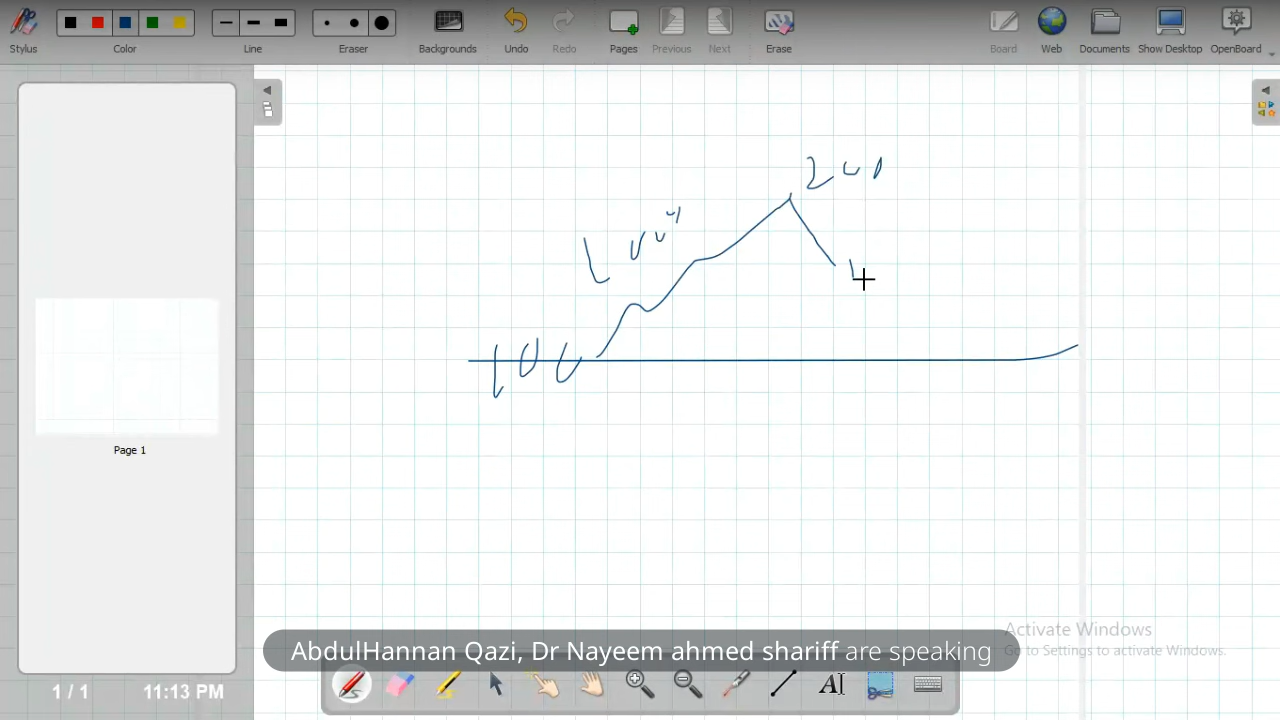 Stylus
Color
Line
Eraser
Backgrounds
Undo
Redo
Pages
Previous
Next
Erase
Board
Web
Documents
Show Desktop
OpenBoard
200
100
Page 1
Activate Windows
Go to Settings to activate Windows.
AbdulHannan Qazi, Dr Nayeem ahmed shariff are speaking
1 / 1
11:13 PM